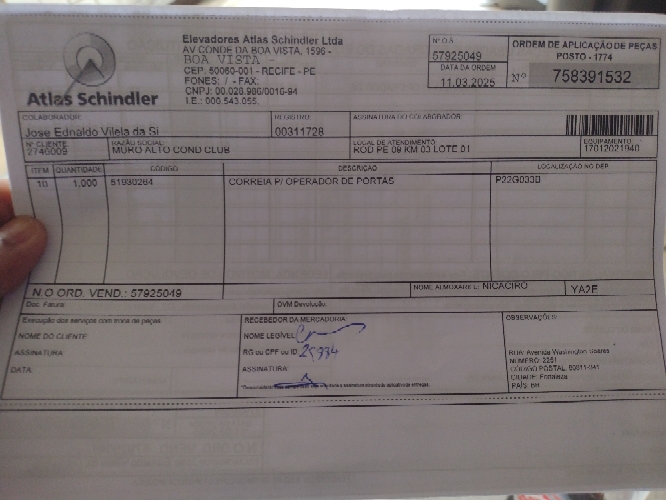 Atlas Schindler
Elevadores Atlas Schindler Ltda
AV CONDE DA BOA VISTA, 1596 -
BOA VISTA -
CEP: 50060-001 - RECIFE - PE
FONES: / - FAX:
CNPJ: 00.028.986/0016-94
I.E.: 000.543.055.
Nº O.S
57925049
DATA DA ORDEM
11.03.2025
ORDEM DE APLICAÇÃO DE PEÇAS
POSTO - 1774
Nº 758391532
COLABORADOR:
Jose Ednaldo Vilela da Si
REGISTRO:
00311728
ASSINATURA DO COLABORADOR:
Nº CLIENTE
2746009
RAZÃO SOCIAL:
MURO ALTO COND CLUB
LOCAL DE ATENDIMENTO:
ROD PE 09 KM 03 LOTE 01
EQUIPAMENTO:
17012021940
ITEM QUANTIDADE CÓDIGO DESCRIÇÃO LOCALIZAÇÃO NO DEP.
10 1,000 51930264 CORREIA P/ OPERADOR DE PORTAS P22G033B
N.O ORD. VEND.: 57925049
NOME ALMOXARIFE: NICACIRO
YA2E
Doc. Fatura:
OVM Devolução:
Execução dos serviços com troca de peças
NOME DO CLIENTE:
ASSINATURA:
DATA:
RECEBEDOR DA MERCADORIA:
NOME LEGÍVEL:
RG ou CPF ou ID
ASSINATURA:
OBSERVAÇÕES:
RUA: Avenida Washington Soares
NÚMERO: 2251
CÓDIGO POSTAL: 60811-341
CIDADE: Fortaleza
PAÍS: BR